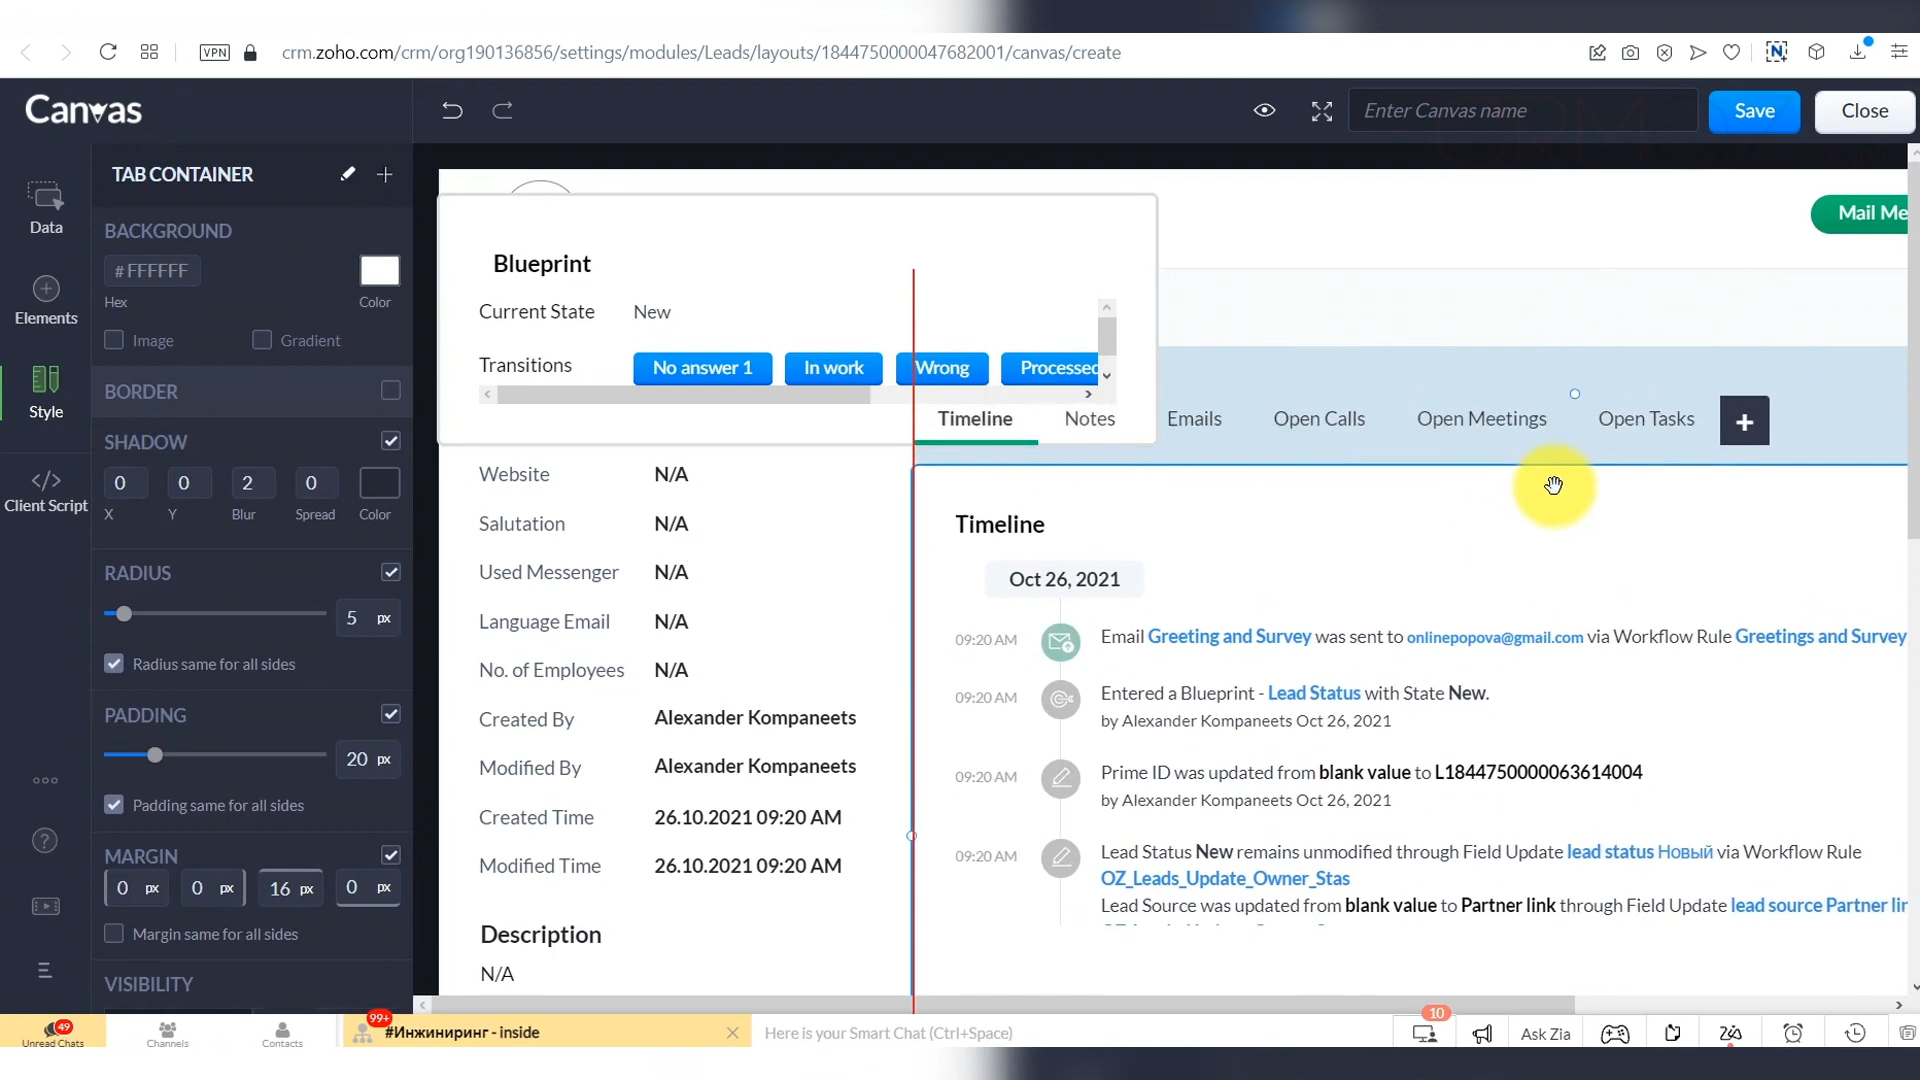 VPN
crm.zoho.com/crm/org190136856/settings/modules/Leads/layouts/1844750000047682001/canvas/create
Canvas
Enter Canvas name
Save
Close
Data
Elements
Style
Client Script
TAB CONTAINER
BACKGROUND
#FFFFFF
Hex
Color
Image
Gradient
BORDER
SHADOW
0 0 2 0
X Y Blur Spread Color
RADIUS
5 px
Radius same for all sides
PADDING
20 px
Padding same for all sides
MARGIN
0 px 0 px 16 px 0 px
Margin same for all sides
VISIBILITY
Mail Me
Blueprint
Current State New
Transitions No answer 1 In work Wrong Processed
Timeline Notes Emails Open Calls Open Meetings Open Tasks +
Website N/A
Salutation N/A
Used Messenger N/A
Language Email N/A
No. of Employees N/A
Created By Alexander Kompaneets
Modified By Alexander Kompaneets
Created Time 26.10.2021 09:20 AM
Modified Time 26.10.2021 09:20 AM
Description
N/A
Timeline
Oct 26, 2021
09:20 AM Email Greeting and Survey was sent to onlinepopova@gmail.com via Workflow Rule Greetings and Survey
09:20 AM Entered a Blueprint - Lead Status with State New.
by Alexander Kompaneets Oct 26, 2021
09:20 AM Prime ID was updated from blank value to L1844750000063614004
by Alexander Kompaneets Oct 26, 2021
09:20 AM Lead Status New remains unmodified through Field Update lead status Новый via Workflow Rule
OZ_Leads_Update_Owner_Stas
Lead Source was updated from blank value to Partner link through Field Update lead source Partner lin
49
Unread Chats
Channels
Contacts
99+
#Инжиниринг - inside
Here is your Smart Chat (Ctrl+Space)
10
Ask Zia